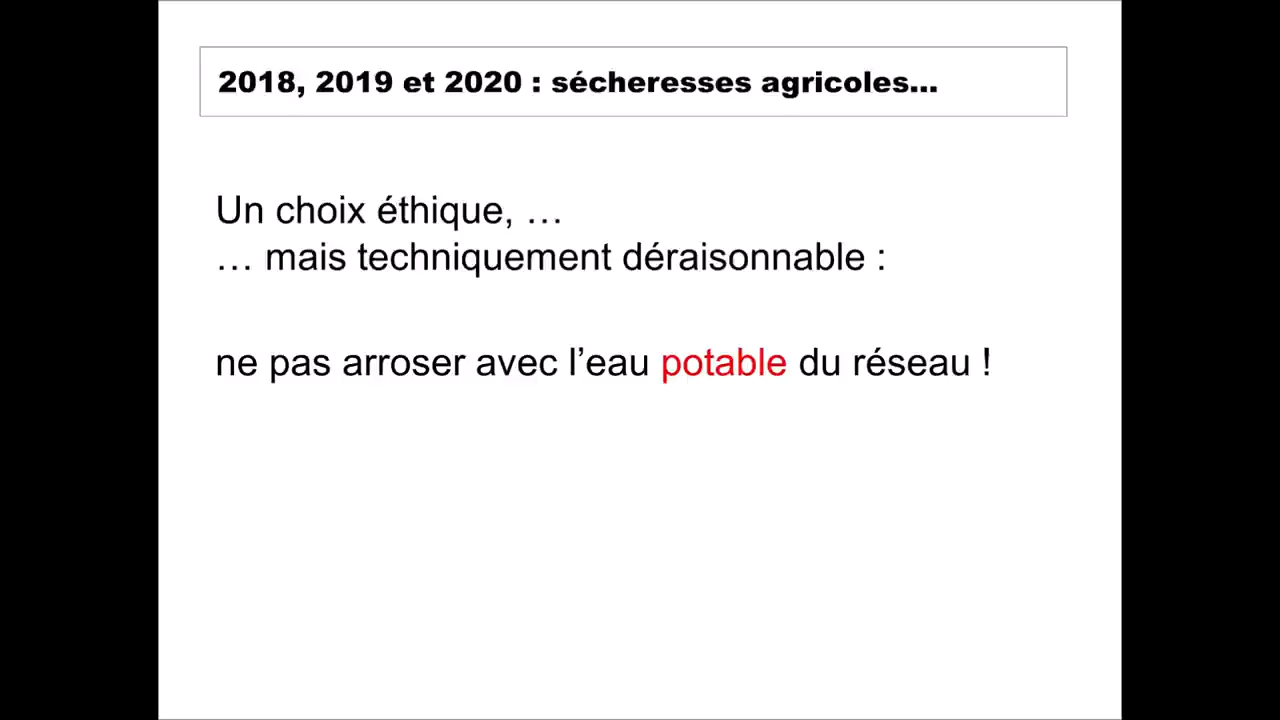 2018, 2019 et 2020 : sécheresses agricoles...
Un choix éthique, …
… mais techniquement déraisonnable :
ne pas arroser avec l’eau potable du réseau !